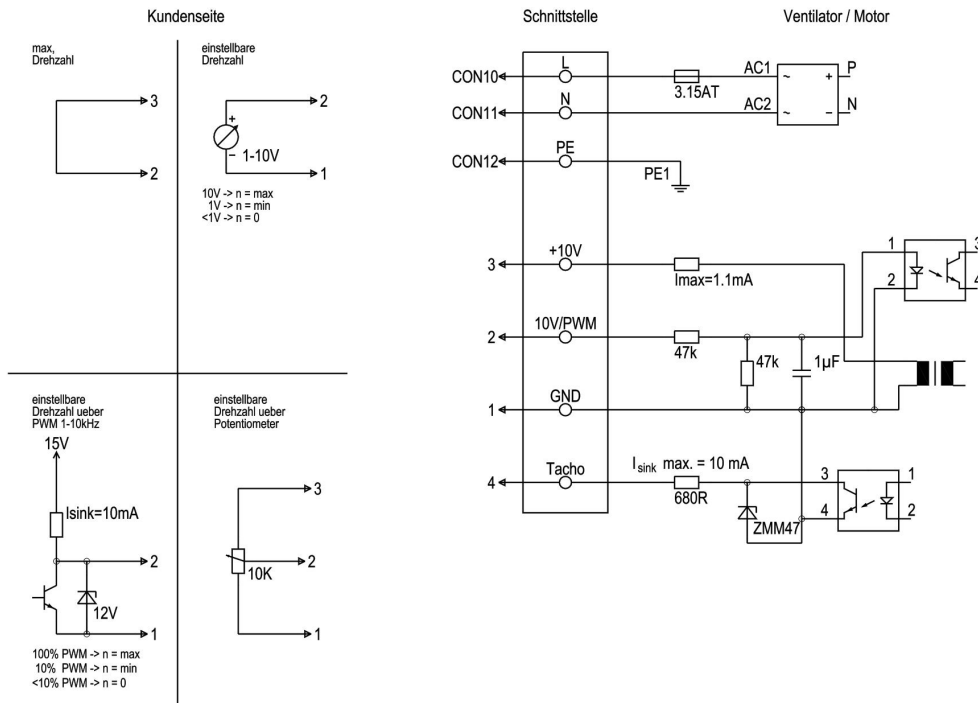 Kundenseite
Schnittstelle
Ventilator / Motor
max,
Drehzahl
3
2
einstellbare
Drehzahl
2
+
1-10V
−
1
10V -> n = max
1V -> n = min
<1V -> n = 0
einstellbare
Drehzahl ueber
PWM 1-10kHz
15V
Isink=10mA
2
12V
1
100% PWM -> n = max
10% PWM -> n = min
<10% PWM -> n = 0
einstellbare
Drehzahl ueber
Potentiometer
3
2
10K
1
CON10
L
3.15AT
AC1
~
+
P
CON11
N
AC2
~
−
N
CON12
PE
PE1
3
+10V
Imax=1.1mA
1
2
3
4
2
10V/PWM
47k
47k
1µF
1
GND
4
Tacho
Isink max. = 10 mA
680R
ZMM47
3
4
1
2